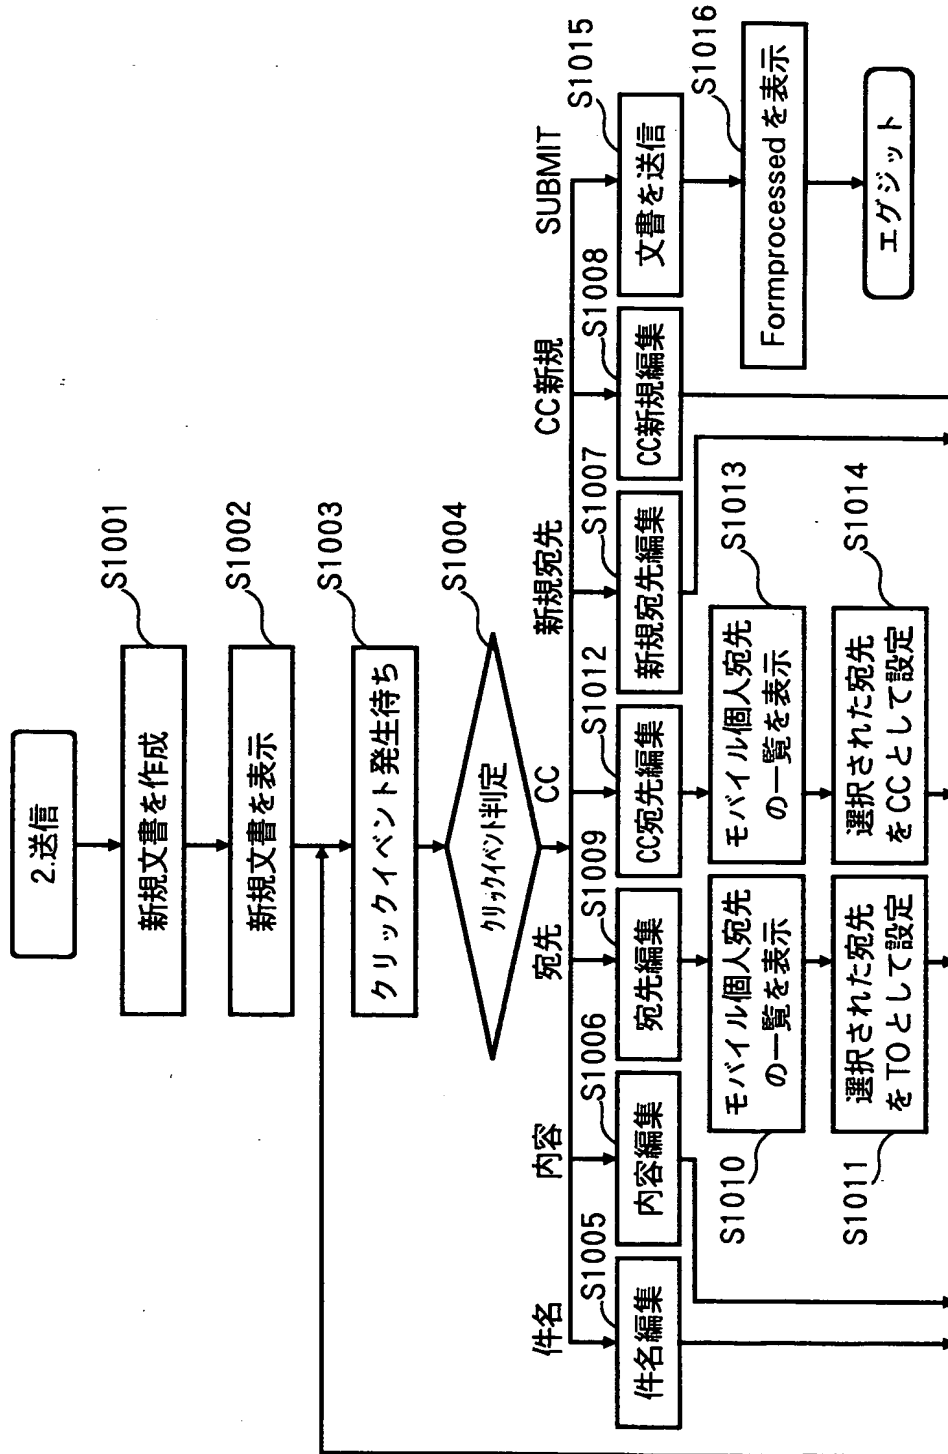 2.送信
新規文書を作成
S1001
新規文書を表示
S1002
クリックイベント発生待ち
S1003
クリックイベント判定
S1004
件名
内容
宛先
CC
新規宛先
CC新規
SUBMIT
件名編集
S1005
内容編集
S1006
宛先編集
S1009
CC宛先編集
S1012
新規宛先編集
S1007
CC新規編集
S1008
文書を送信
S1015
S1010
モバイル個人宛先
の一覧を表示
モバイル個人宛先
の一覧を表示
S1013
Formprocessedを表示
S1016
S1011
選択された宛先
をTOとして設定
選択された宛先
をCCとして設定
S1014
エグジット